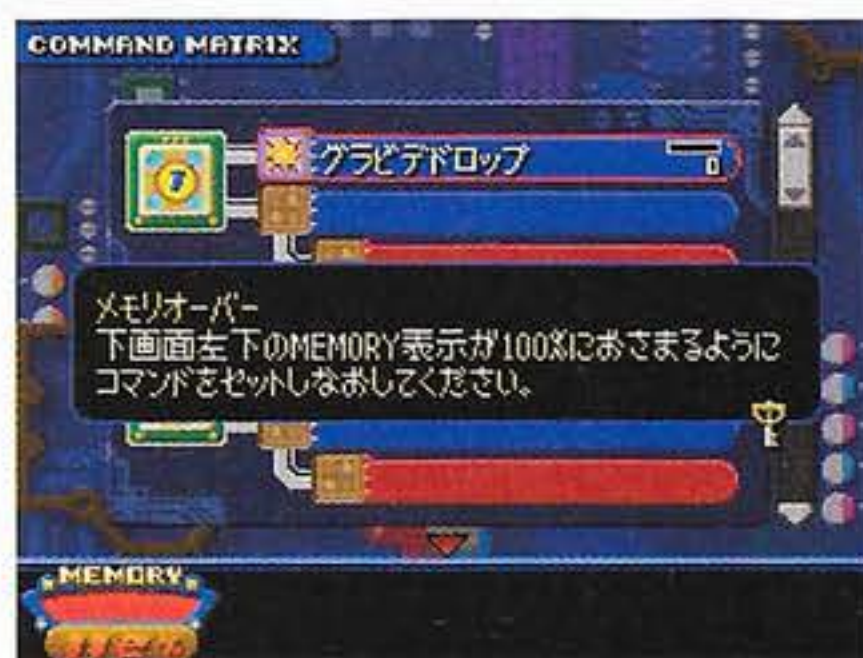 COMMAND MATRIX
グラビデドロップ
0
メモリオーバー
下画面左下のMEMORY表示が100%におさまるように
コマンドをセットしなおしてください。
MEMORY